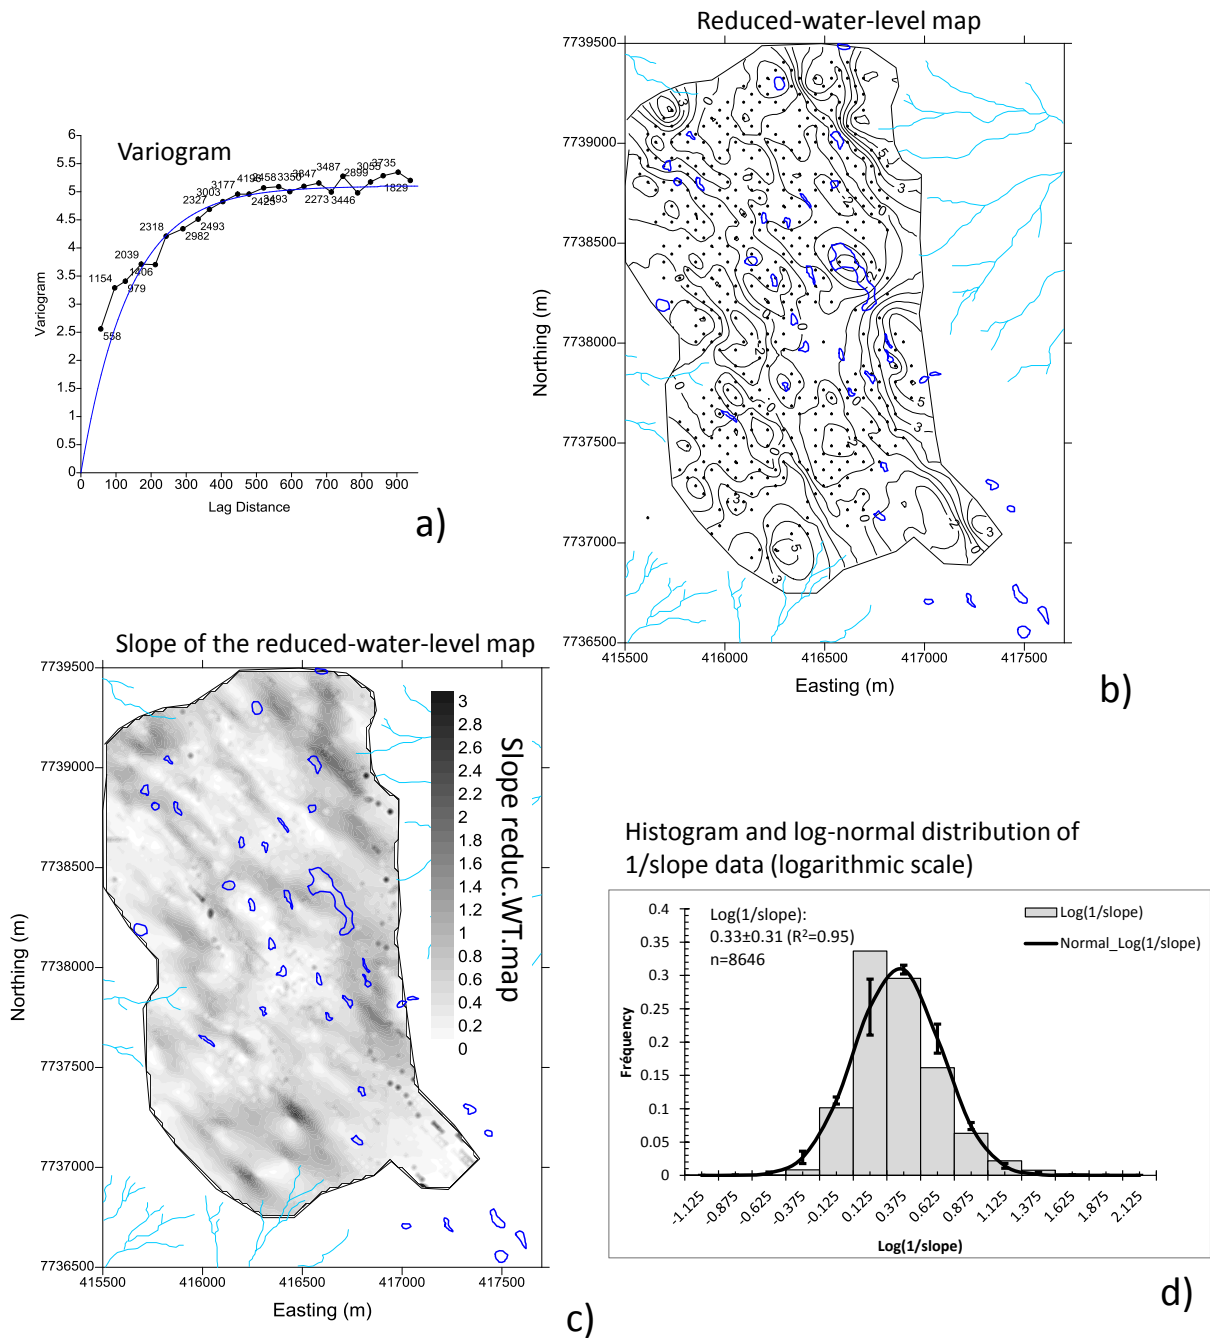 Variogram
6
5.5
5
4.5
4
3.5
3
2.5
2
1.5
1
0.5
0
Variogram
558
1154
979
1406
2039
2318
2982
2493
2327
3003
3177
4196
2425
2458
3493
3350
3847
2273
3487
3446
2899
3055
3735
1829
0 100 200 300 400 500 600 700 800 900
Lag Distance
a)
Reduced-water-level map
7739500
7739000
7738500
7738000
7737500
7737000
7736500
Northing (m)
415500 416000 416500 417000 417500
Easting (m)
b)
Slope of the reduced-water-level map
7739500
7739000
7738500
7738000
7737500
7737000
7736500
Northing (m)
3
2.8
2.6
2.4
2.2
2
1.8
1.6
1.4
1.2
1
0.8
0.6
0.4
0.2
0
Slope reduc.WT.map
415500 416000 416500 417000 417500
Easting (m)
c)
Histogram and log-normal distribution of
1/slope data (logarithmic scale)
Log(1/slope):
0.33±0.31 (R²=0.95)
n=8646
Log(1/slope)
Normal_Log(1/slope)
0.4
0.35
0.3
0.25
0.2
0.15
0.1
0.05
0
Fréquency
-1.125 -0.875 -0.625 -0.375 -0.125 0.125 0.375 0.625 0.875 1.125 1.375 1.625 1.875 2.125
Log(1/slope)
d)